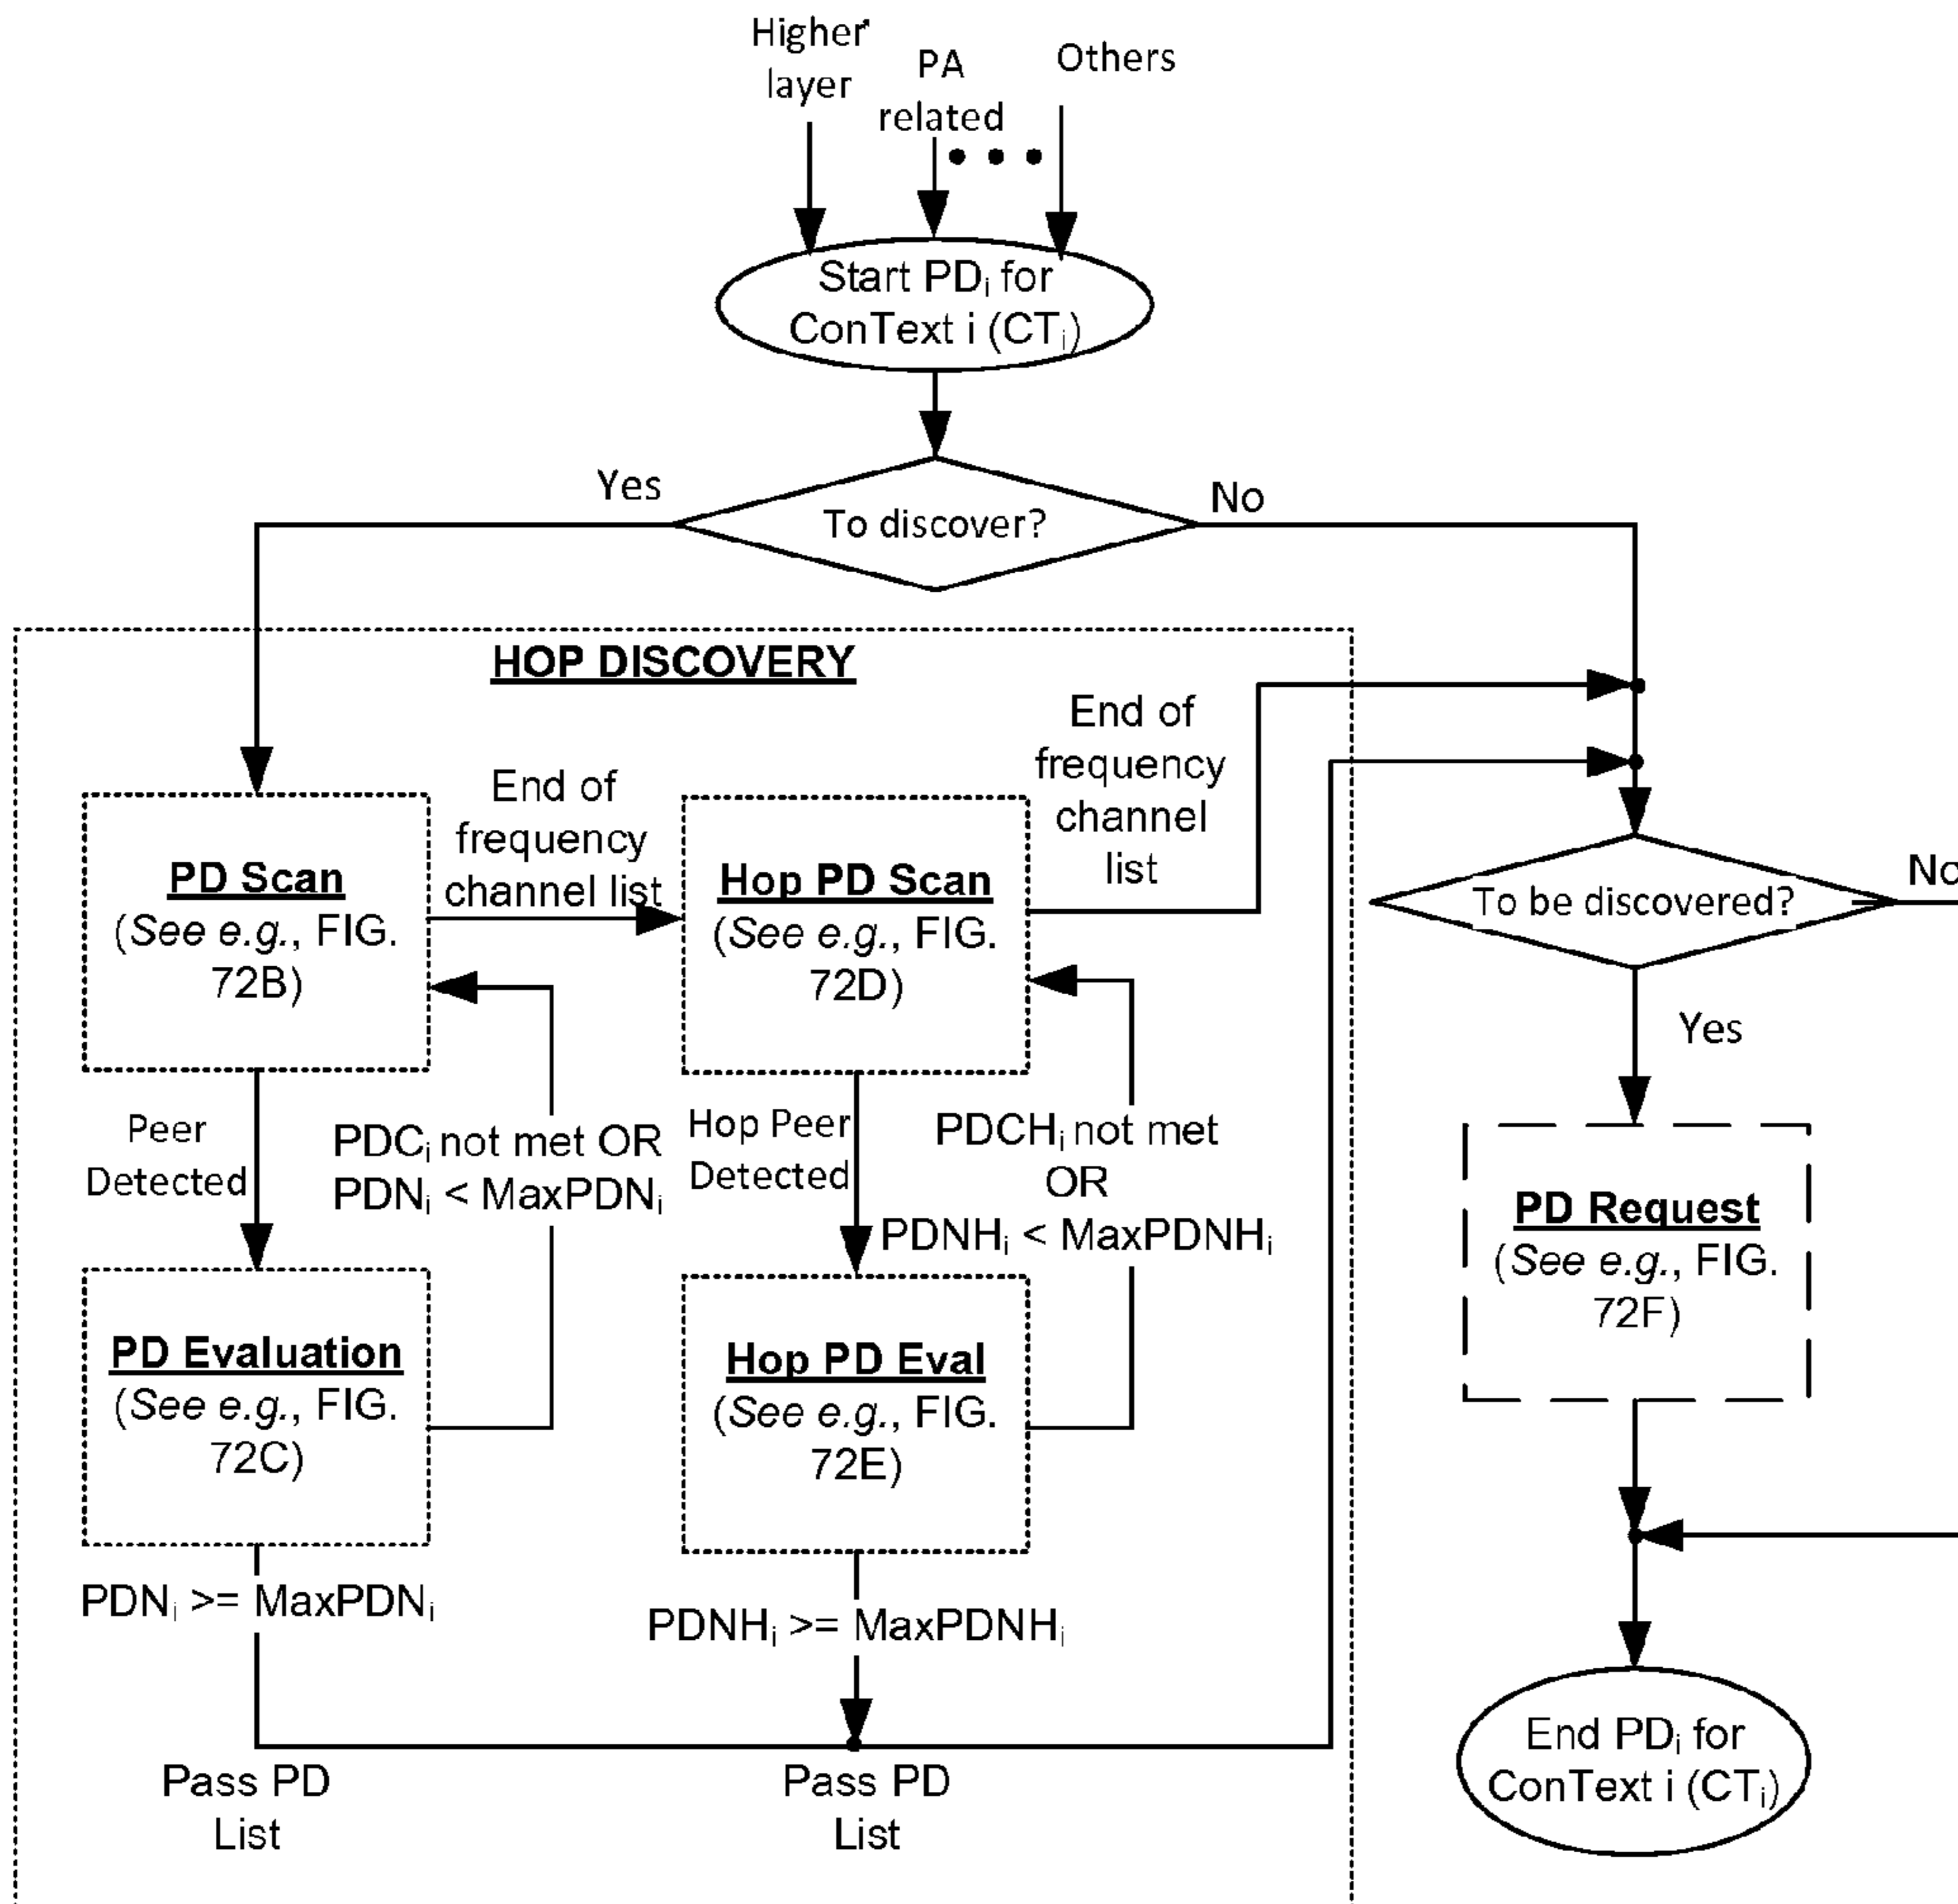 Higher
layer
PA
related
Others
Start PDi for
ConText i (CTi)
Yes
To discover?
No
HOP DISCOVERY
End of
frequency
channel list
End of
frequency
channel
list
PD Scan
(See e.g., FIG.
72B)
Hop PD Scan
(See e.g., FIG.
72D)
To be discovered?
No
Yes
Peer
Detected
PDCi not met OR
PDNi < MaxPDNi
Hop Peer
Detected
PDCHi not met
OR
PDNHi < MaxPDNHi
PD Request
(See e.g., FIG.
72F)
PD Evaluation
(See e.g., FIG.
72C)
Hop PD Eval
(See e.g., FIG.
72E)
PDNi >= MaxPDNi
PDNHi >= MaxPDNHi
Pass PD
List
Pass PD
List
End PDi for
ConText i (CTi)